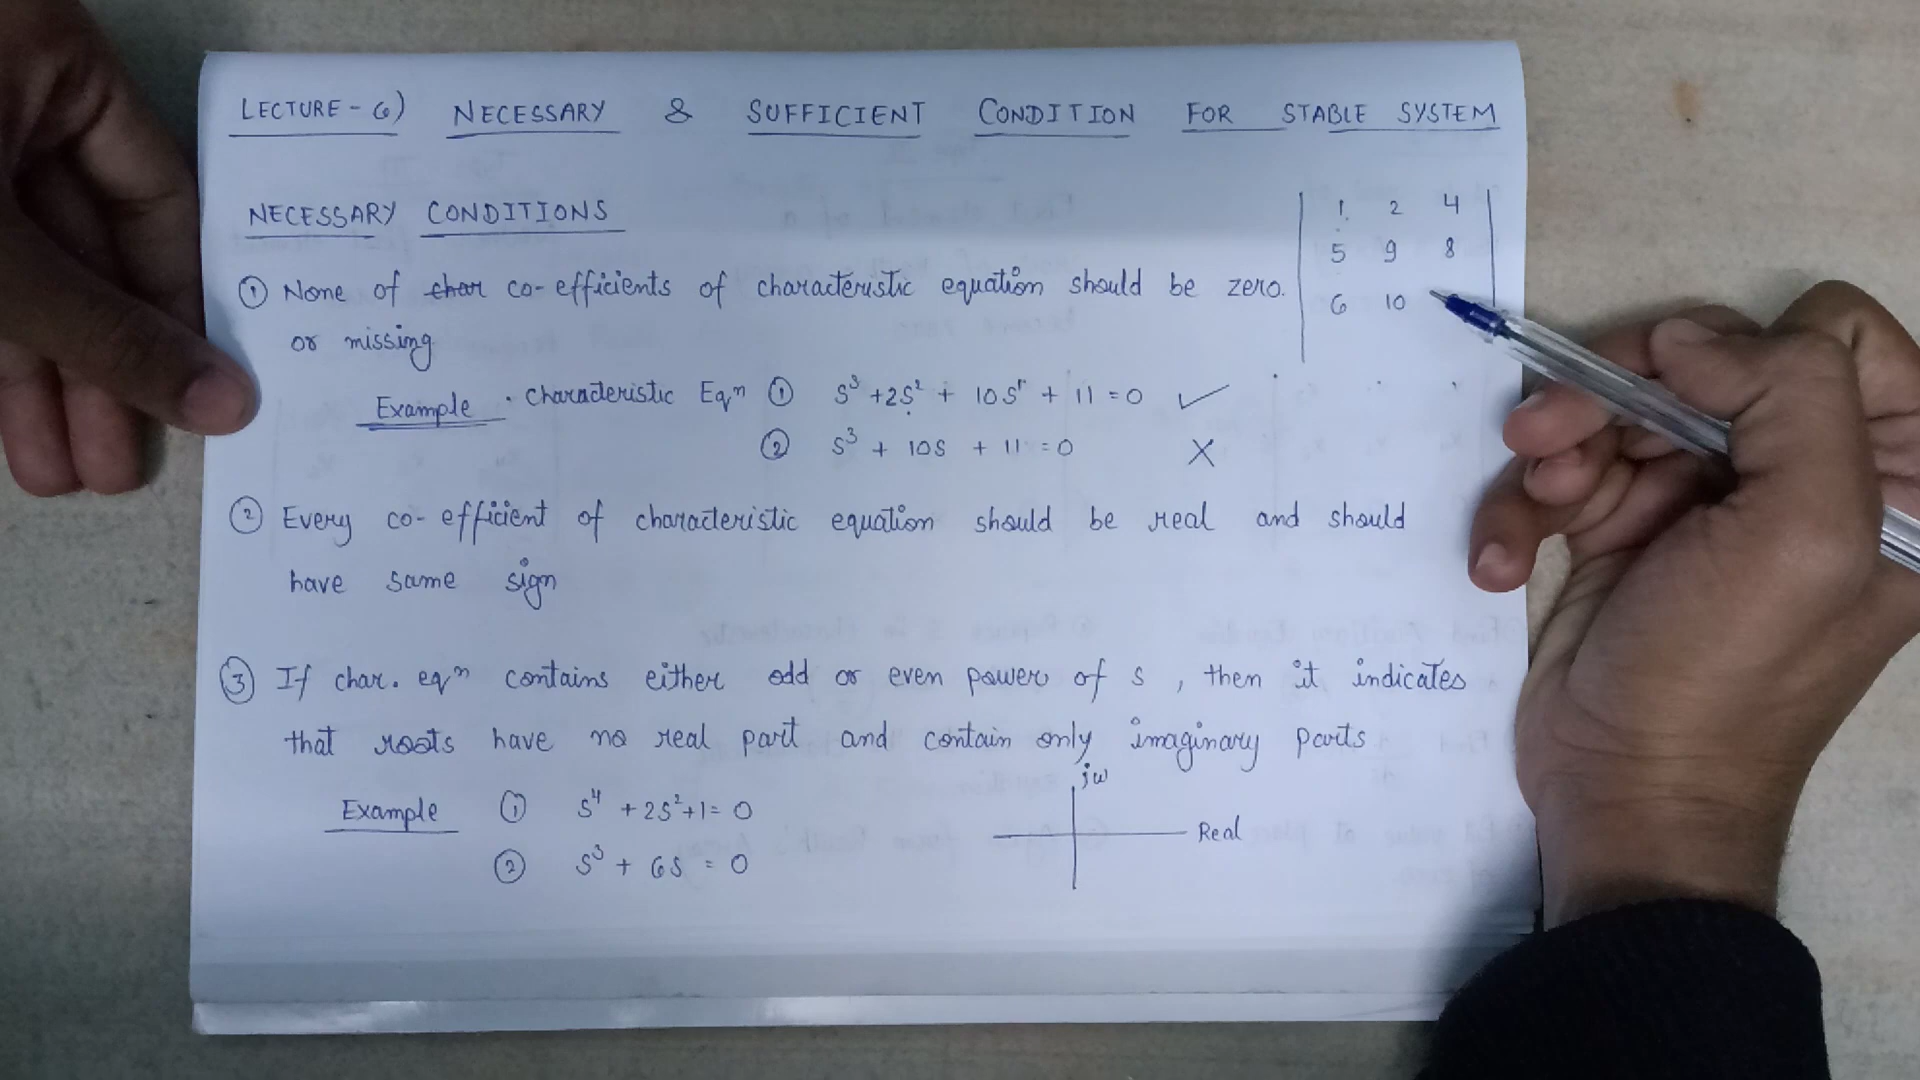 LECTURE - 6) NECESSARY & SUFFICIENT CONDITION FOR STABLE SYSTEM
NECESSARY CONDITIONS
① None of char co-efficients of characteristic equation should be zero.
or missing
1 2 4
5 9 8
6 10
Example · Characteristic Eqⁿ ① S³ + 2S² + 10S¹ + 11 = 0 ✓
② S³ + 10S + 11 = 0 X
② Every co-efficient of characteristic equation should be real and should
have same sign
③ If char. eqⁿ contains either odd or even power of s, then it indicates
that roots have no real part and contain only imaginary parts
jw
Example ① S⁴ + 2S² + 1 = 0
Real
② S³ + 6S = 0